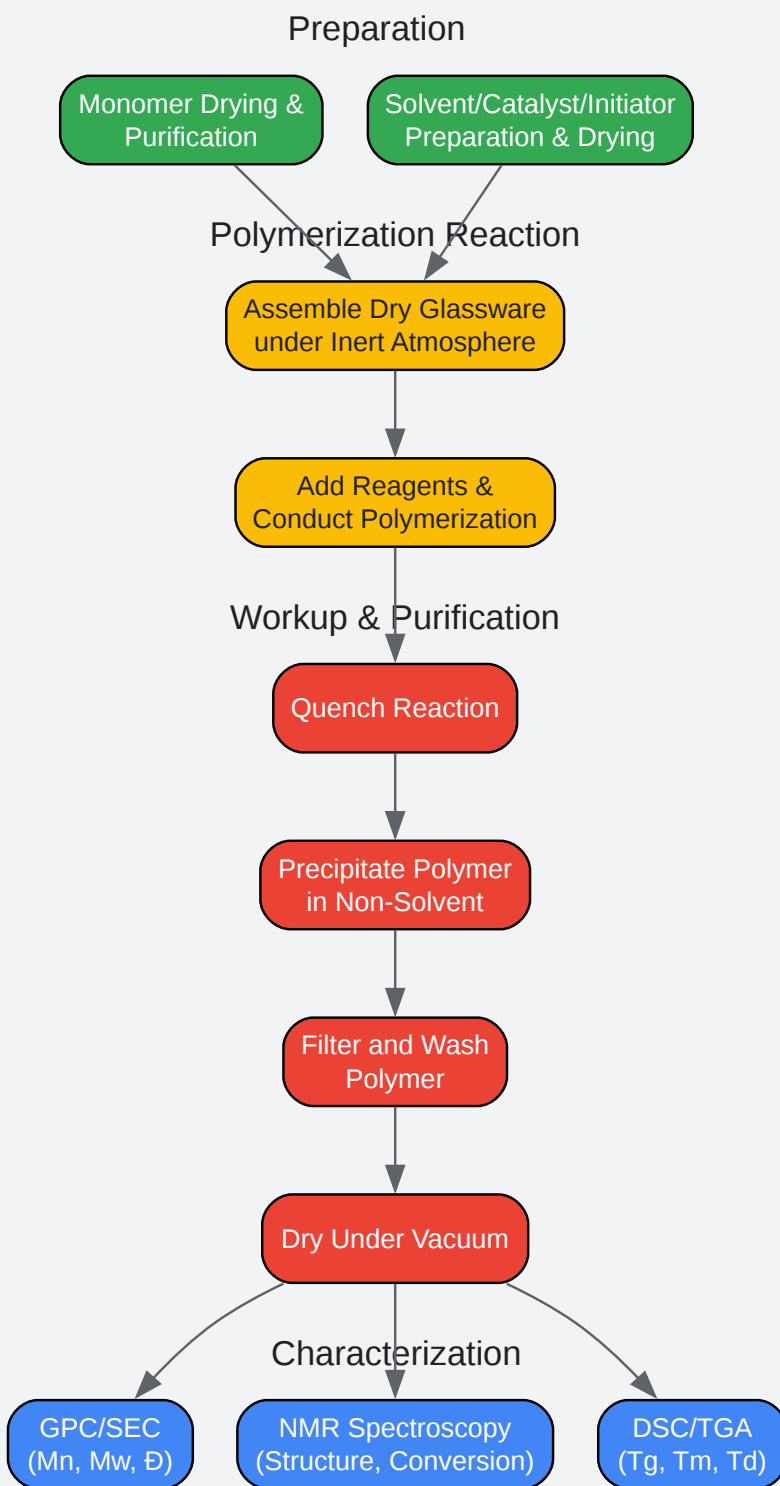 Preparation
Monomer Drying &
Purification
Solvent/Catalyst/Initiator
Preparation & Drying
Polymerization Reaction
Assemble Dry Glassware
under Inert Atmosphere
Add Reagents &
Conduct Polymerization
Workup & Purification
Quench Reaction
Precipitate Polymer
in Non-Solvent
Filter and Wash
Polymer
Dry Under Vacuum
Characterization
GPC/SEC
(Mn, Mw, Đ)
NMR Spectroscopy
(Structure, Conversion)
DSC/TGA
(Tg, Tm, Td)